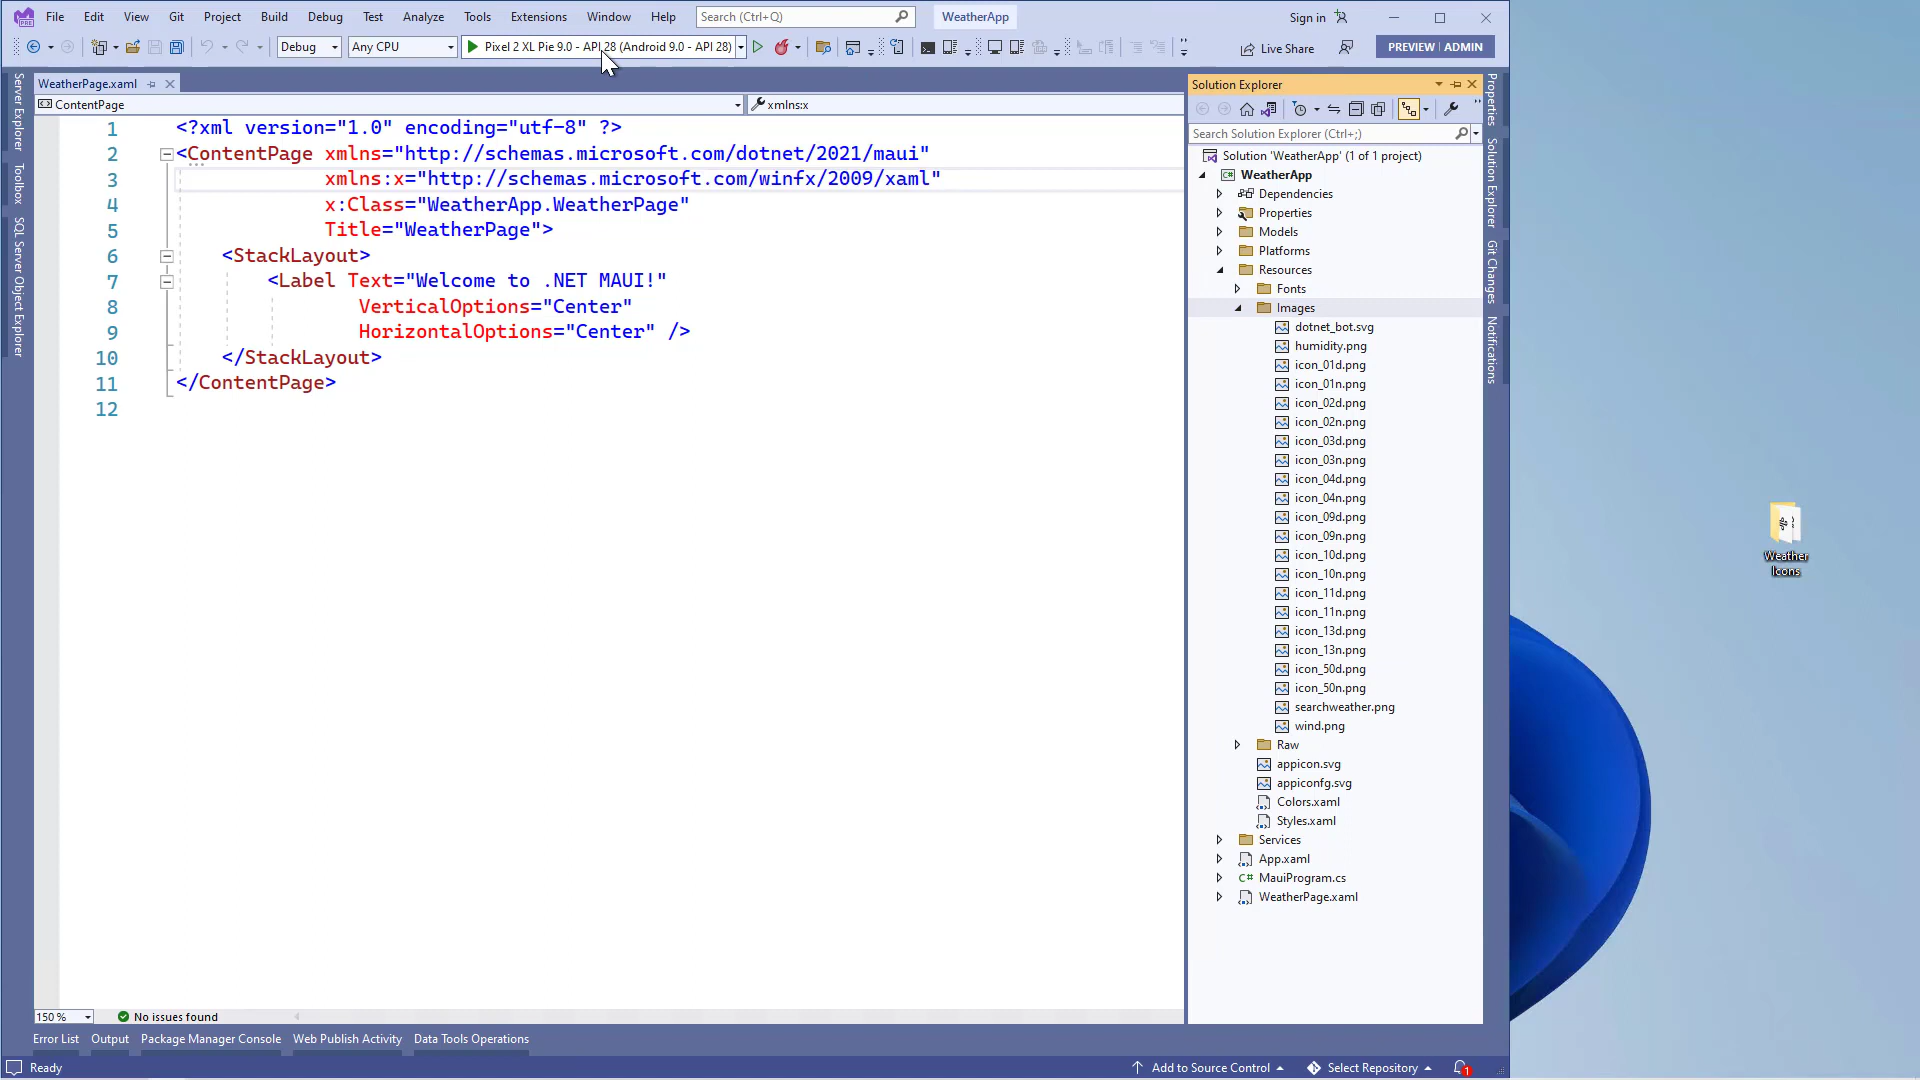 File Edit View Git Project Build Debug Test Analyze Tools Extensions Window Help Search (Ctrl+Q) WeatherApp Sign in
Debug Any CPU Pixel 2 XL Pie 9.0 - API 28 (Android 9.0 - API 28) Live Share PREVIEW | ADMIN
WeatherPage.xaml
ContentPage xmlns:x
1 <?xml version="1.0" encoding="utf-8" ?>
2 <ContentPage xmlns="http://schemas.microsoft.com/dotnet/2021/maui"
3 xmlns:x="http://schemas.microsoft.com/winfx/2009/xaml"
4 x:Class="WeatherApp.WeatherPage"
5 Title="WeatherPage">
6 <StackLayout>
7 <Label Text="Welcome to .NET MAUI!"
8 VerticalOptions="Center"
9 HorizontalOptions="Center" />
10 </StackLayout>
11 </ContentPage>
12
150 % No issues found
Server Explorer
Toolbox
SQL Server Object Explorer
Solution Explorer
Search Solution Explorer (Ctrl+;)
Solution 'WeatherApp' (1 of 1 project)
C# WeatherApp
Dependencies
Properties
Models
Platforms
Resources
Fonts
Images
dotnet_bot.svg
humidity.png
icon_01d.png
icon_01n.png
icon_02d.png
icon_02n.png
icon_03d.png
icon_03n.png
icon_04d.png
icon_04n.png
icon_09d.png
icon_09n.png
icon_10d.png
icon_10n.png
icon_11d.png
icon_11n.png
icon_13d.png
icon_13n.png
icon_50d.png
icon_50n.png
searchweather.png
wind.png
Raw
appicon.svg
appiconfg.svg
Colors.xaml
Styles.xaml
Services
App.xaml
C# MauiProgram.cs
WeatherPage.xaml
Properties
Solution Explorer
Git Changes
Notifications
Weather
Icons
Error List Output Package Manager Console Web Publish Activity Data Tools Operations
Ready Add to Source Control Select Repository 1